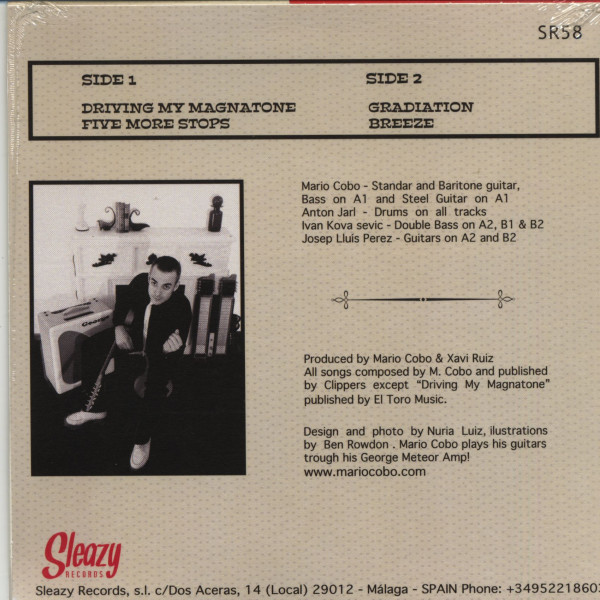 SR58
SIDE 1
DRIVING MY MAGNATONE
FIVE MORE STOPS
SIDE 2
GRADIATION
BREEZE
Mario Cobo - Standar and Baritone guitar,
Bass on A1 and Steel Guitar on A1
Anton Jarl - Drums on all tracks
Ivan Kova sevic - Double Bass on A2, B1 & B2
Josep Lluís Perez - Guitars on A2 and B2
George
Produced by Mario Cobo & Xavi Ruiz
All songs composed by M. Cobo and published
by Clippers except “Driving My Magnatone”
published by El Toro Music.
Design and photo by Nuria Luiz, ilustrations
by Ben Rowdon . Mario Cobo plays his guitars
trough his George Meteor Amp!
www.mariocobo.com
Sleazy
RECORDS
Sleazy Records, s.l. c/Dos Aceras, 14 (Local) 29012 - Málaga - SPAIN Phone: +34952218603